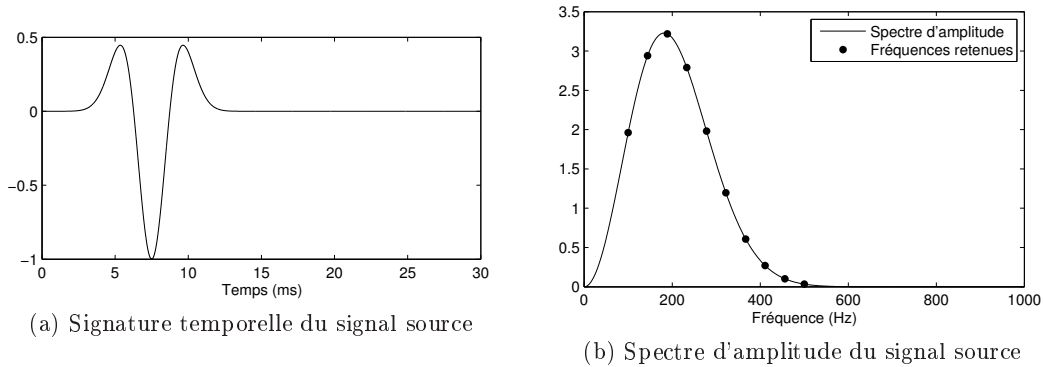 0.5
0
−0.5
−1
0 5 10 15 20 25 30
Temps (ms)
(a) Signature temporelle du signal source
3.5
3
2.5
2
1.5
1
0.5
0
0 200 400 600 800 1000
Fréquence (Hz)
Spectre d'amplitude
Fréquences retenues
(b) Spectre d'amplitude du signal source